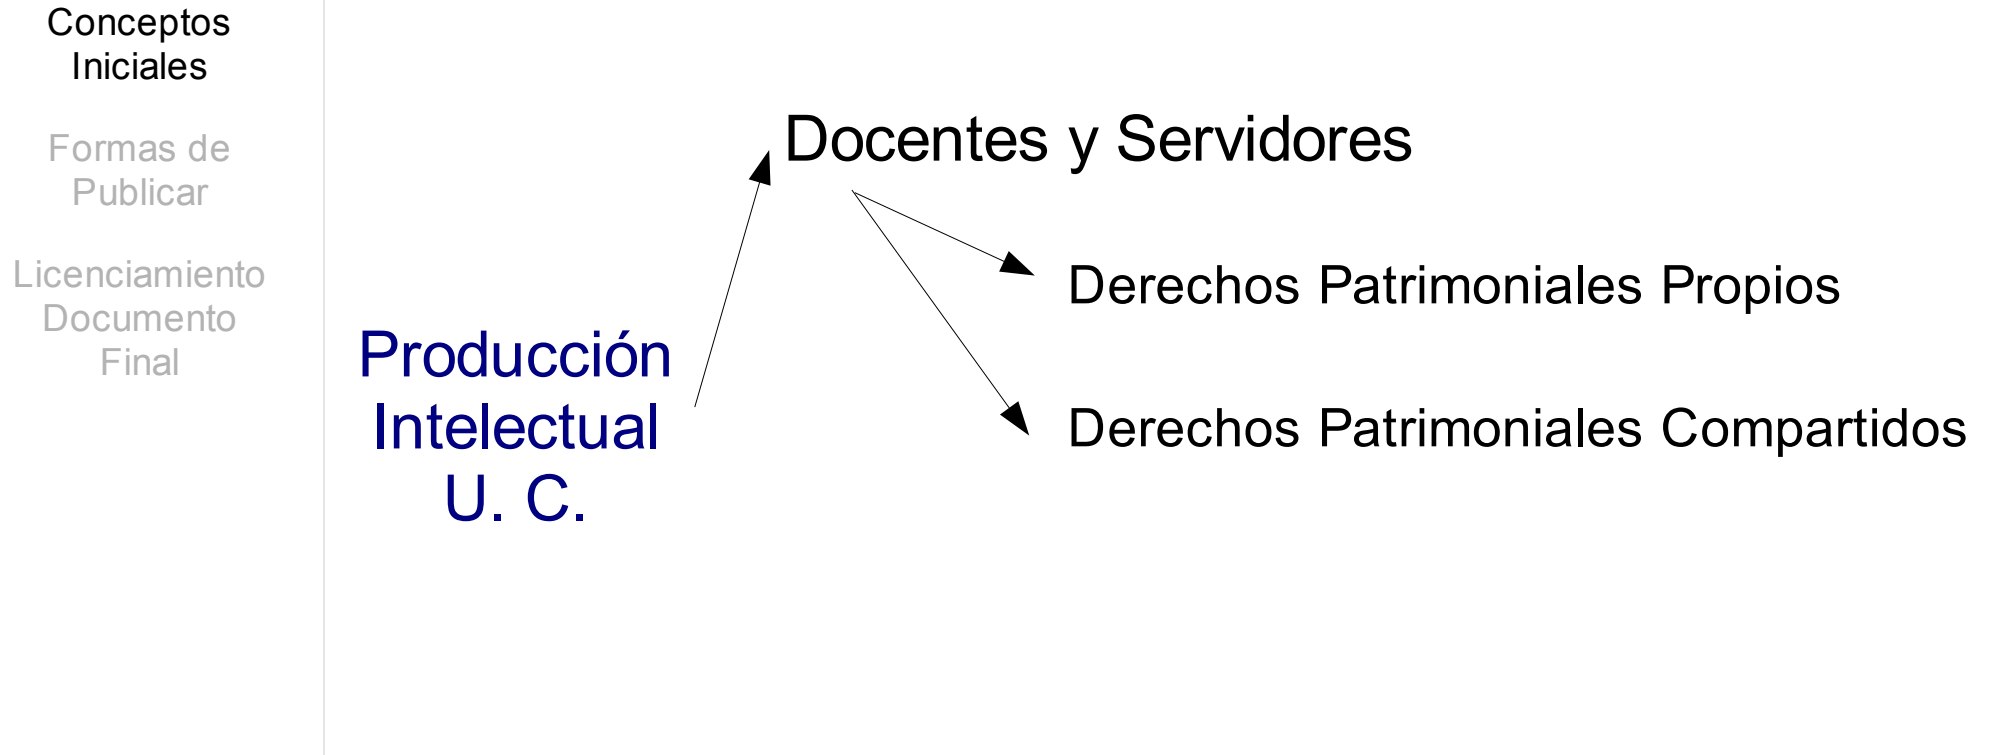 Conceptos
Iniciales
Formas de
Publicar
Licenciamiento
Documento
Final
Producción
Intelectual
U. C.
Docentes y Servidores
Derechos Patrimoniales Propios
Derechos Patrimoniales Compartidos